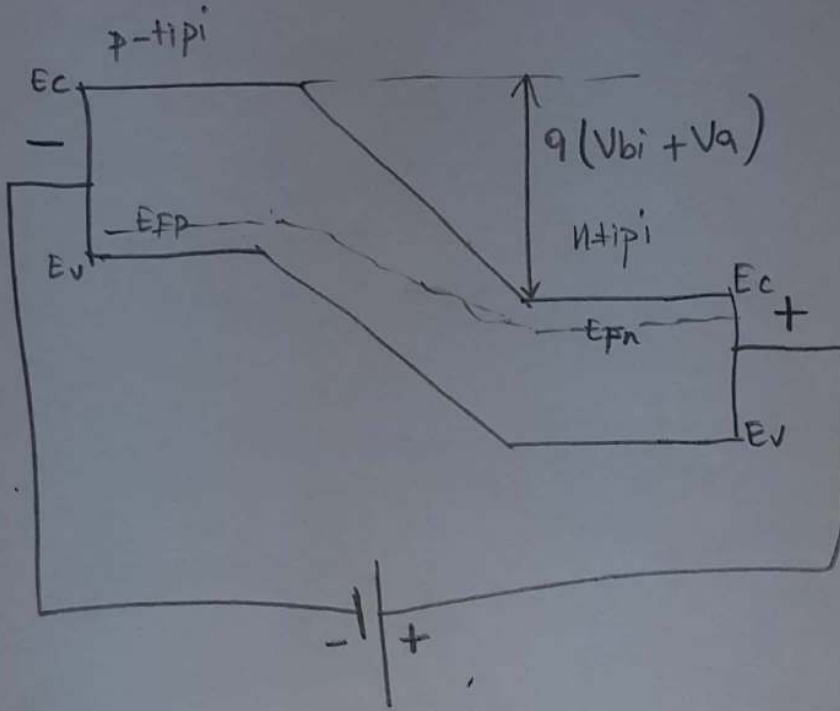 p-tipi
Ec
−
q(Vbi + Va)
EFp
n-tipi
Ev
Ec
+
EFn
Ev
- +